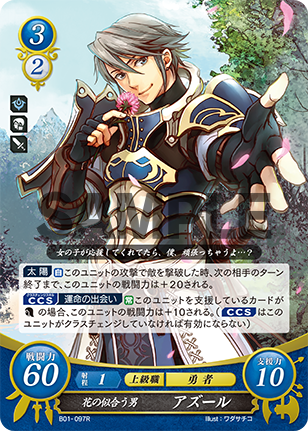 3
2
SAMPLE
女の子が応援してくれてたら、僕、頑張っちゃうよ…?
太陽 自このユニットの攻撃で敵を撃破した時、次の相手のターン
終了まで、このユニットの戦闘力は+20される。
CCS 運命の出会い 常このユニットを支援しているカードが
の場合、このユニットの戦闘力は+10される。(CCSはこの
ユニットがクラスチェンジしていなければ有効にならない)
戦闘力
60
射程 1 上級職 勇者
支援力
10
花の似合う男 アズール
B01-097R
Illust:ワダサチコ